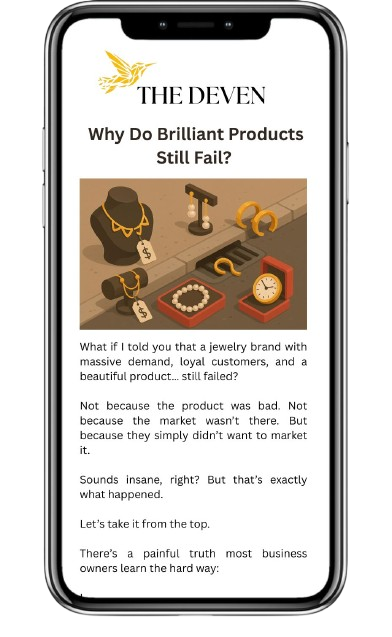 THE DEVEN
Why Do Brilliant Products
Still Fail?
$
$
What if I told you that a jewelry brand with
massive demand, loyal customers, and a
beautiful product... still failed?
Not because the product was bad. Not
because the market wasn't there. But
because they simply didn't want to market
it.
Sounds insane, right? But that's exactly
what happened.
Let's take it from the top.
There's a painful truth most business
owners learn the hard way: